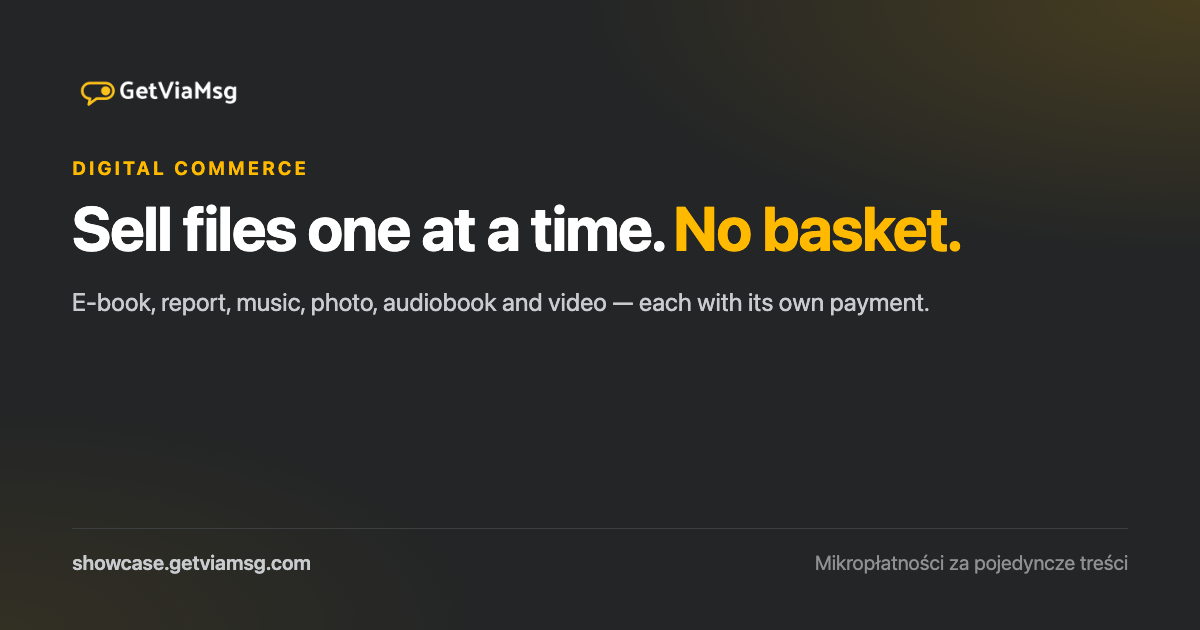 GetViaMsg
DIGITAL COMMERCE
Sell files one at a time. No basket.
E-book, report, music, photo, audiobook and video — each with its own payment.
showcase.getviamsg.com
Mikropłatności za pojedyncze treści